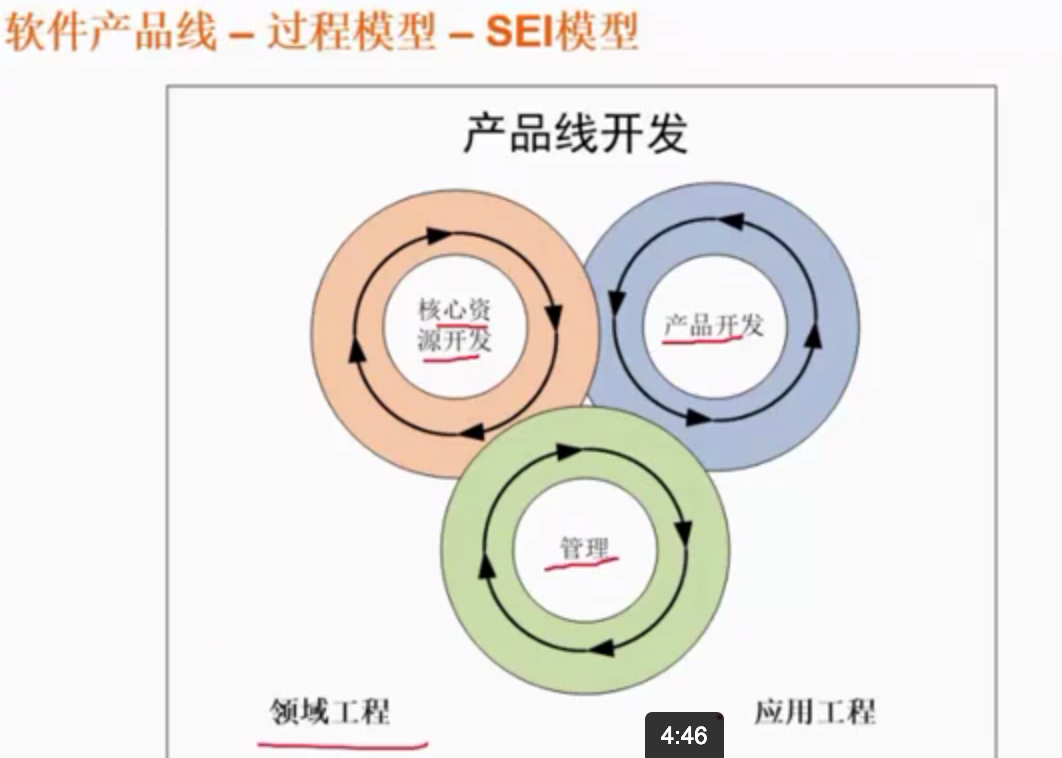 软件产品线 – 过程模型 – SEI模型
产品线开发
核心资
源开发
产品开发
管理
领域工程
应用工程
4:46